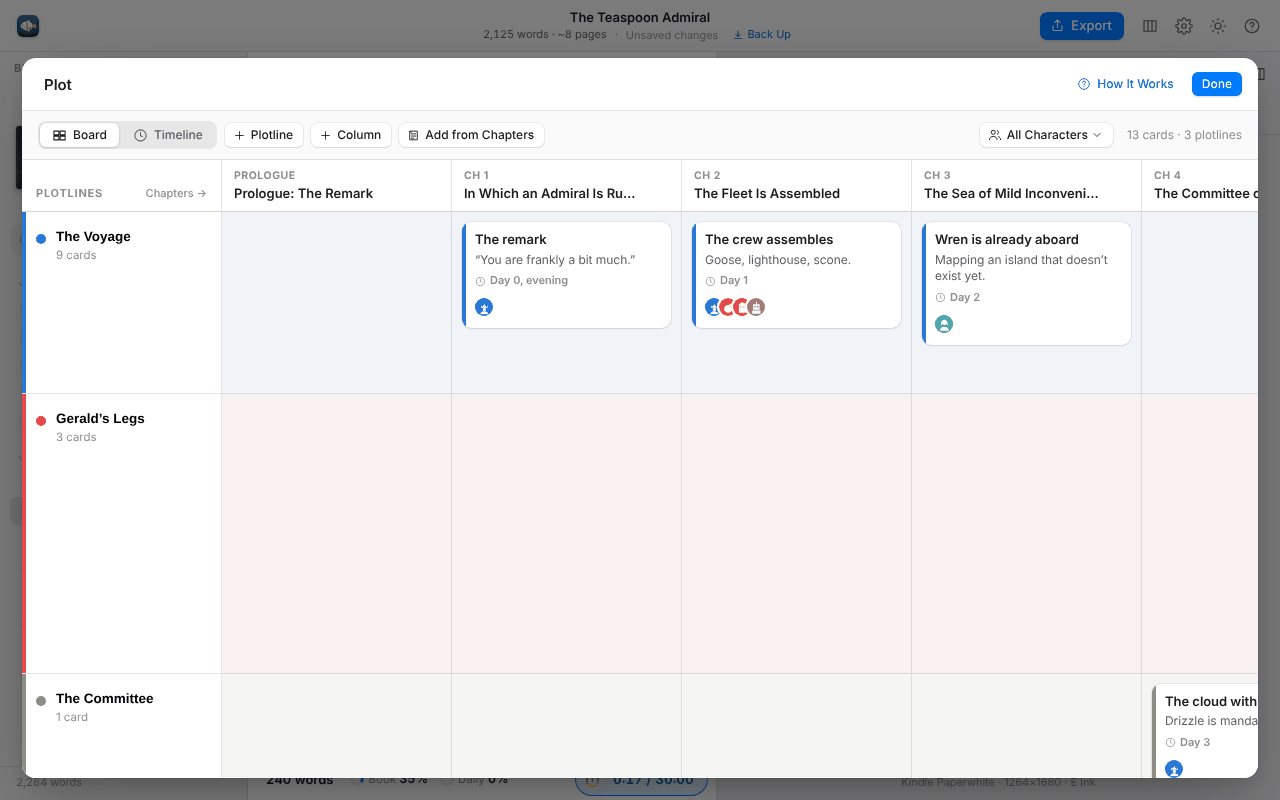 The Teaspoon Admiral
2,125 words · ~8 pages · Unsaved changes Back Up
Export
Plot
How It Works
Done
Board
Timeline
Plotline
Column
Add from Chapters
All Characters
13 cards · 3 plotlines
PLOTLINES
Chapters →
PROLOGUE
Prologue: The Remark
CH 1
In Which an Admiral Is Ru…
CH 2
The Fleet Is Assembled
CH 3
The Sea of Mild Inconveni…
CH 4
The Committee
The Voyage
9 cards
The remark
“You are frankly a bit much.”
Day 0, evening
The crew assembles
Goose, lighthouse, scone.
Day 1
Wren is already aboard
Mapping an island that doesn’t
exist yet.
Day 2
Gerald’s Legs
3 cards
The Committee
1 card
The cloud with
Drizzle is manda
Day 3
2,284 words
240 words
Book 35%
Daily 0%
0:17 / 30:00
Kindle Paperwhite · 1264×1680 · E Ink